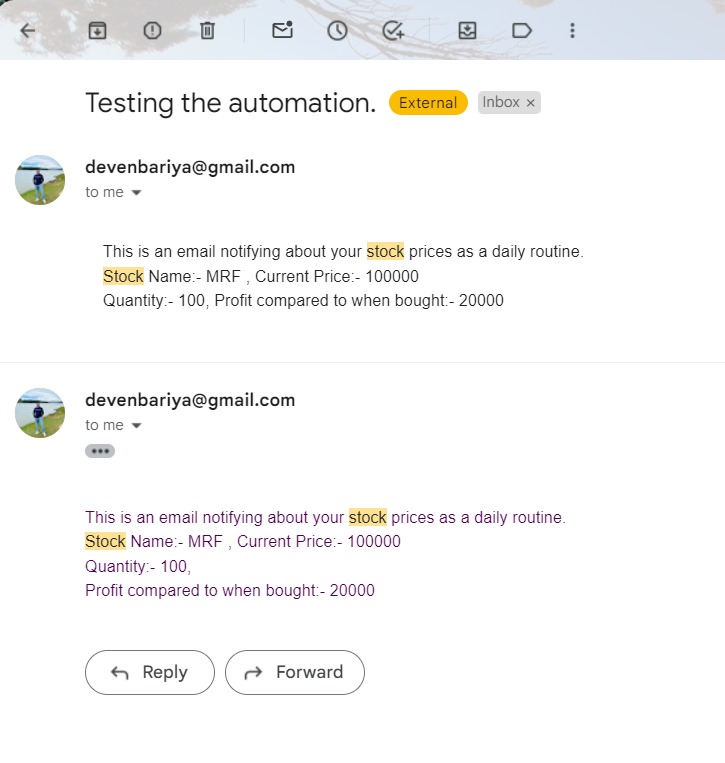 Testing the automation. External Inbox ×
devenbariya@gmail.com
to me
This is an email notifying about your stock prices as a daily routine.
Stock Name:- MRF , Current Price:- 100000
Quantity:- 100, Profit compared to when bought:- 20000
devenbariya@gmail.com
to me
This is an email notifying about your stock prices as a daily routine.
Stock Name:- MRF , Current Price:- 100000
Quantity:- 100,
Profit compared to when bought:- 20000
Reply Forward